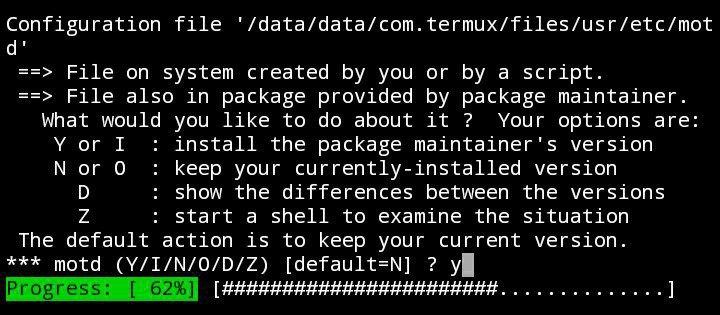 Configuration file '/data/data/com.termux/files/usr/etc/mot
d'
 ==> File on system created by you or by a script.
 ==> File also in package provided by package maintainer.
   What would you like to do about it ?  Your options are:
    Y or I  : install the package maintainer's version
    N or O  : keep your currently-installed version
      D     : show the differences between the versions
      Z     : start a shell to examine the situation
 The default action is to keep your current version.
*** motd (Y/I/N/O/D/Z) [default=N] ? y
Progress: [ 62%] [#######################..............]